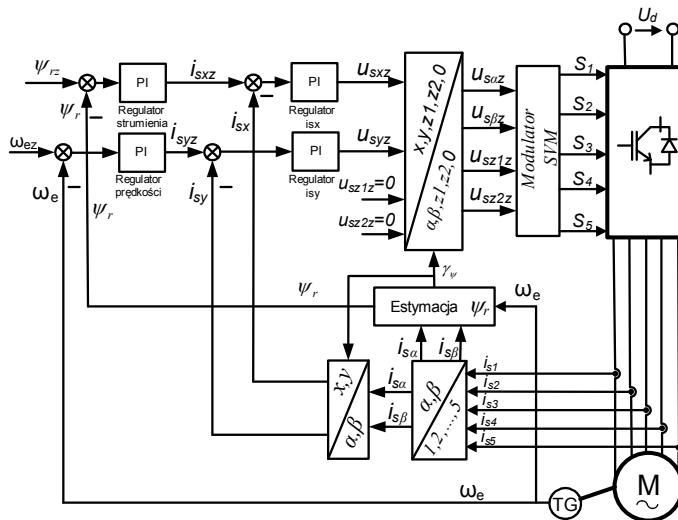 U_d
ψ_rz
PI
i_sxz
PI
u_sxz
x,y,z1,z2,0
α,β,z1,z2,0
u_sαz
Modulator
SVM
S_1
ψ_r
Regulator
strumienia
i_sx
Regulator
isx
u_sβz
S_2
ω_ez
PI
i_syz
PI
u_syz
u_sz1z
S_3
ω_e
Regulator
prędkości
i_sy
Regulator
isy
u_sz1z=0
u_sz2z
S_4
ψ_r
u_sz2z=0
S_5
γ_ψ
ψ_r
Estymacja ψ_r
ω_e
i_sα
i_sβ
x,y
α,β
i_sα
i_sβ
α,β
1,2,...,5
i_s1
i_s2
i_s3
i_s4
i_s5
ω_e
TG
M
~